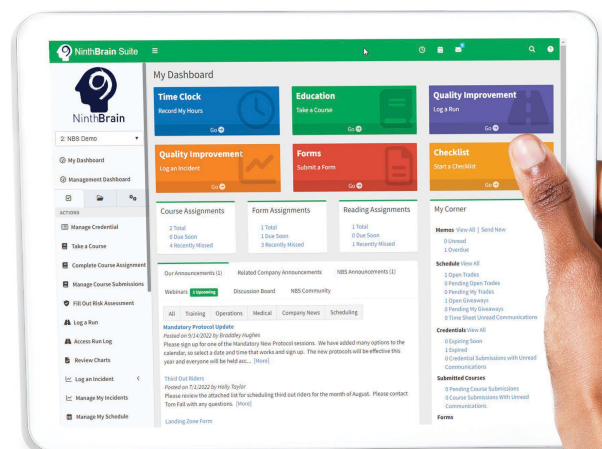 NinthBrain Suite
My Dashboard
Time Clock
Record My Hours
Go
Education
Take a Course
Go
Quality Improvement
Log a Run
Go
Quality Improvement
Log an Incident
Go
Forms
Submit a Form
Go
Checklist
Start a Checklist
Go
NinthBrain
2: NBS Demo
My Dashboard
Management Dashboard
ACTIONS
Manage Credential
Take a Course
Complete Course Assignment
Manage Course Submissions
Fill Out Risk Assessment
Log a Run
Access Run Log
Review Charts
Log an Incident
Manage My Incidents
Manage My Schedule
Course Assignments
2 Total
0 Due Soon
4 Recently Missed
Form Assignments
1 Total
1 Due Soon
3 Recently Missed
Reading Assignments
1 Total
0 Due Soon
1 Recently Missed
Our Announcements (1)
Related Company Announcements
NBS Announcements (1)
Webinars 1 Upcoming
Discussion Board
NBS Community
All
Training
Operations
Medical
Company News
Scheduling
Mandatory Protocol Update
Posted on 9/14/2022 by Braddley Hughes
Please sign up for one of the Mandatory New Protocol sessions. We have added many options to the
calendar, so select a date and time that works and sign up. The new protocols will be effective this
year and everyone will be held acc... [More]
Third Out Riders
Posted on 7/1/2022 by Holly Taylor
Please review the attached list for scheduling third out riders for the month of August. Please contact
Tom Fall with any questions. [More]
Landing Zone Form
My Corner
Memos View All | Send New
0 Unread
1 Overdue
Schedule View All
1 Open Trades
0 Pending Open Trades
0 Pending My Trades
1 Open Giveaways
0 Pending My Giveaways
0 Time Sheet Unread Communications
Credentials View All
0 Expiring Soon
1 Expired
0 Credential Submissions with Unread
Communications
Submitted Courses
0 Pending Course Submissions
0 Course Submissions With Unread
Communications.
Forms